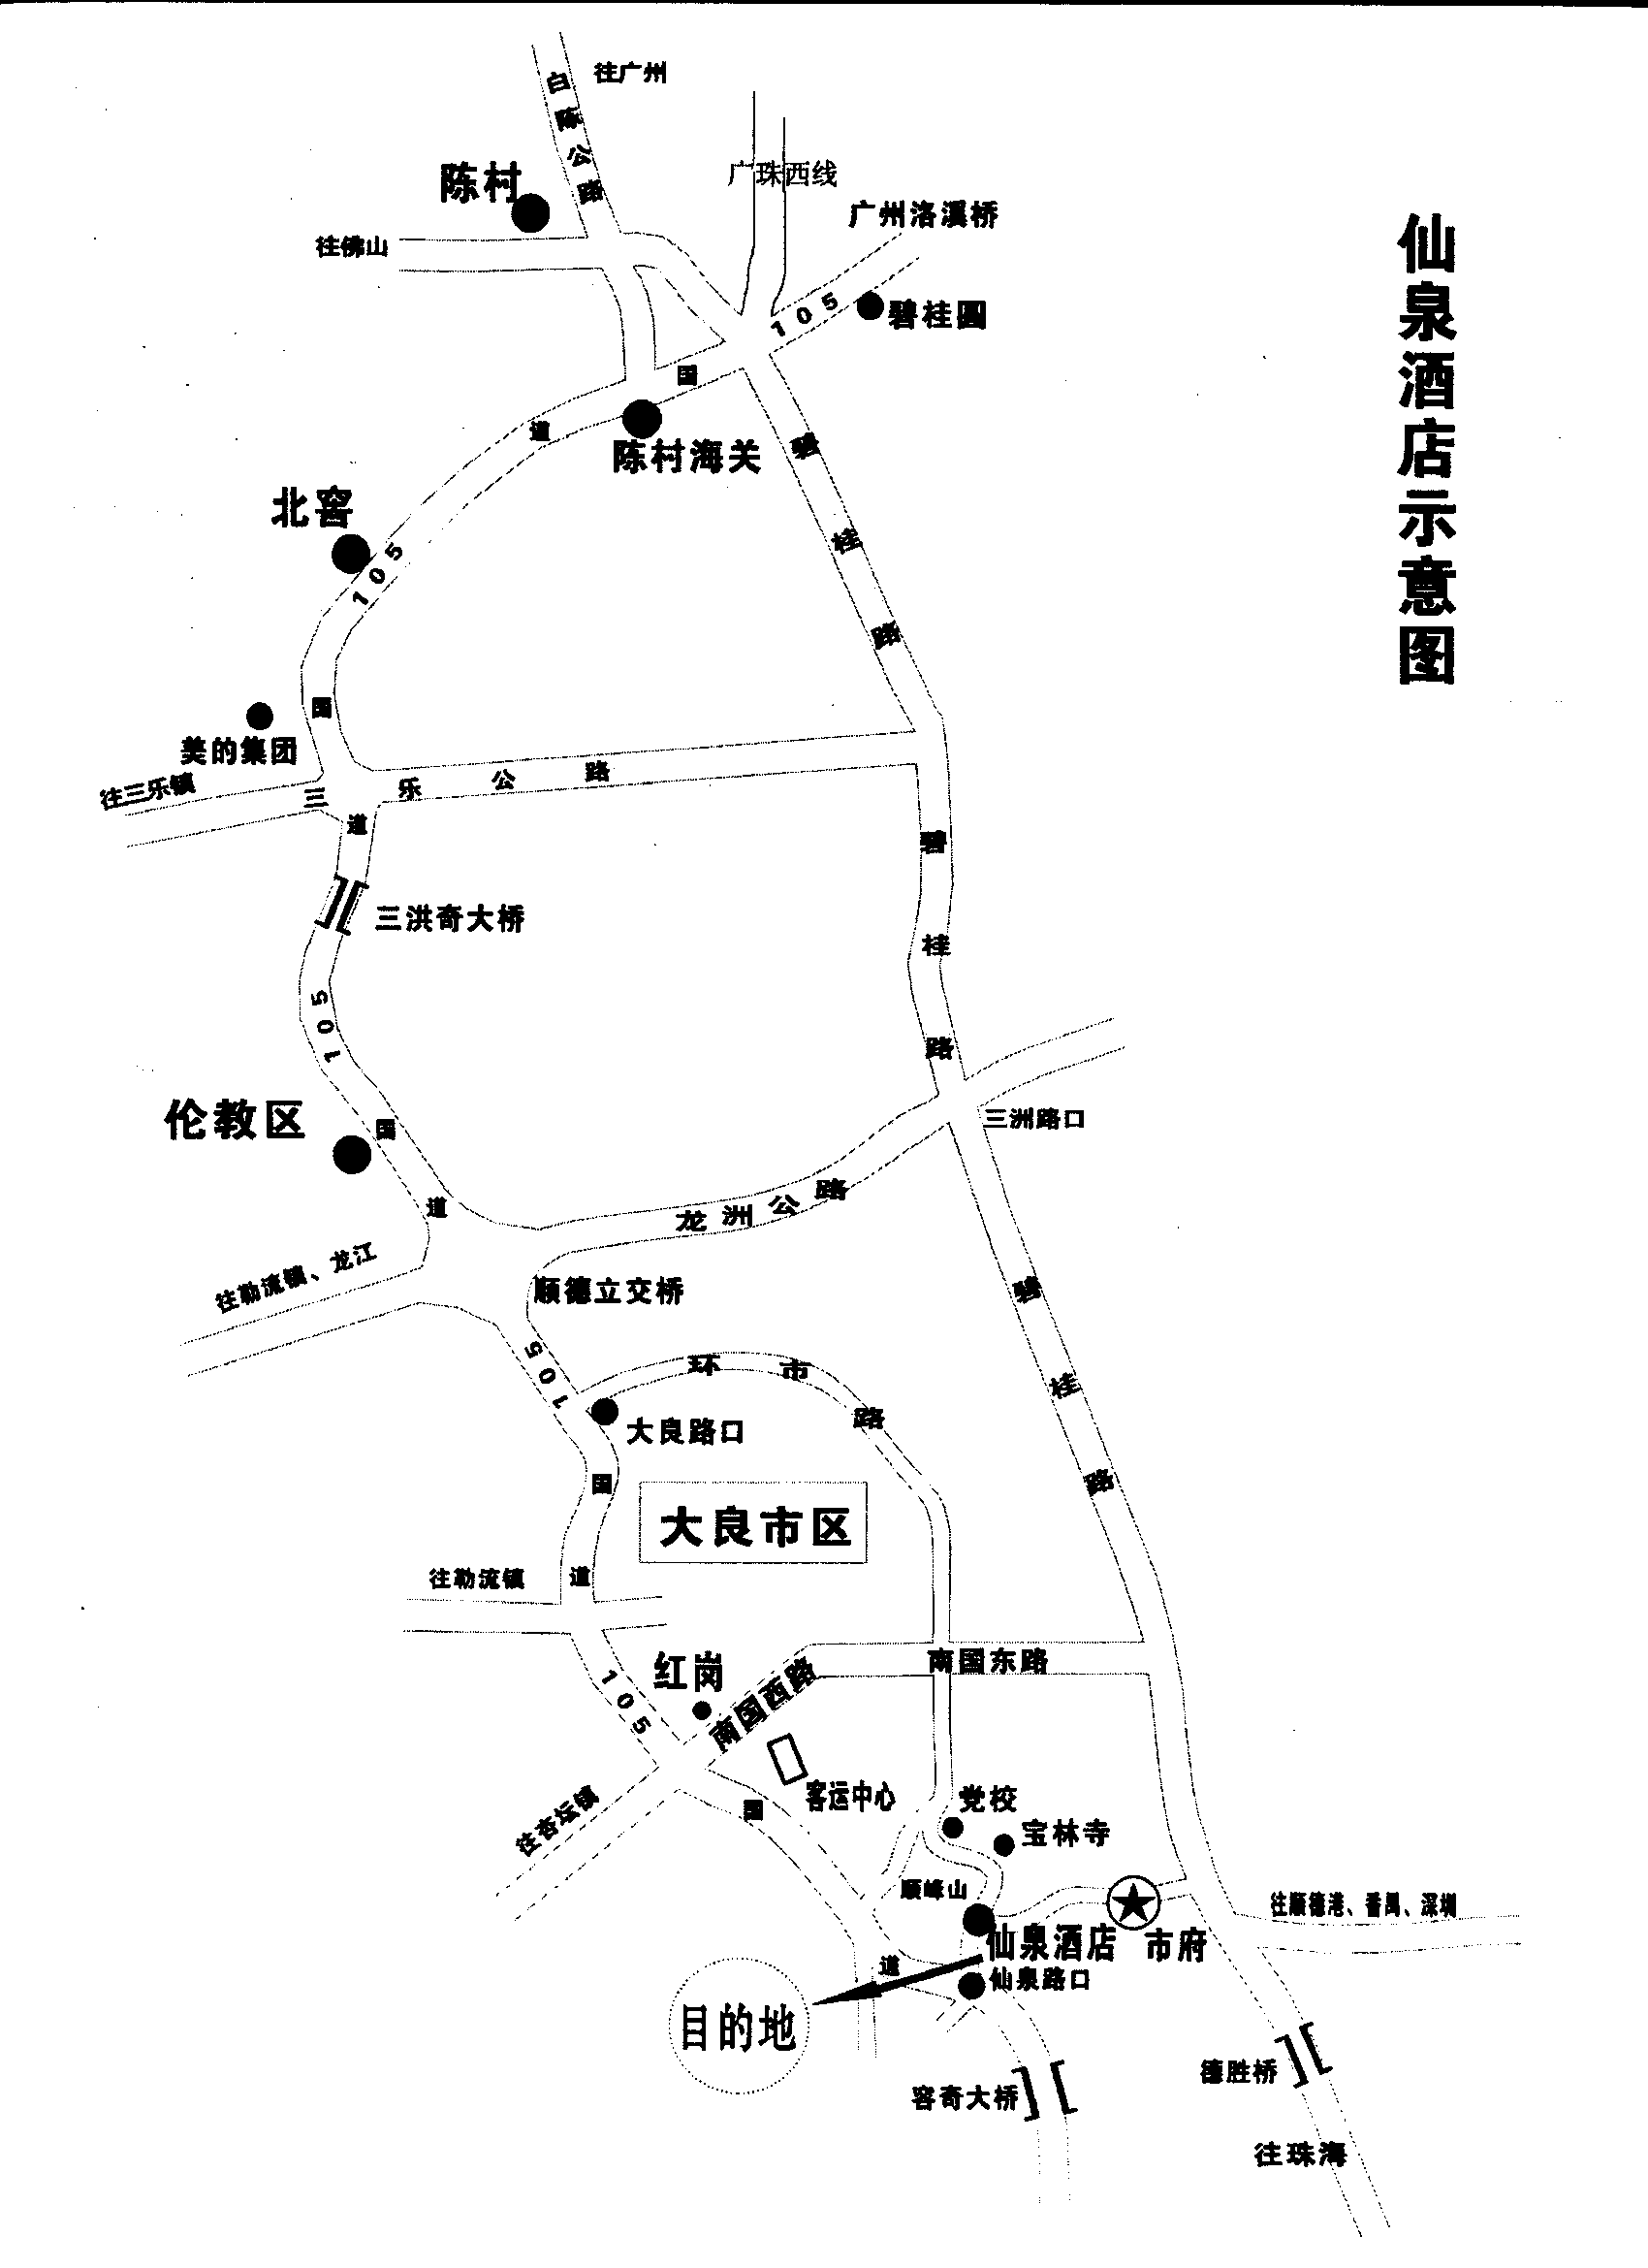 仙泉酒店示意图
往广州
白陈公路
陈村
广珠西线
广州洛溪桥
往佛山
105
碧桂圆
国
道
陈村海关
碧桂路
北窖
105
国
美的集团
往三乐镇
三乐公路
道
碧桂路
三洪奇大桥
105
伦教区
国
三洲路口
道
龙洲公路
往勒流镇、龙江
顺德立交桥
碧桂路
105
环市路
大良路口
国
大良市区
往勒流镇
道
红岗
南国东路
105
南国西路
客运中心
国
党校
往杏坛镇
宝林寺
顺峰山
往顺德港、番禺、深圳
仙泉酒店
市府
道
仙泉路口
目的地
容奇大桥
德胜桥
往珠海